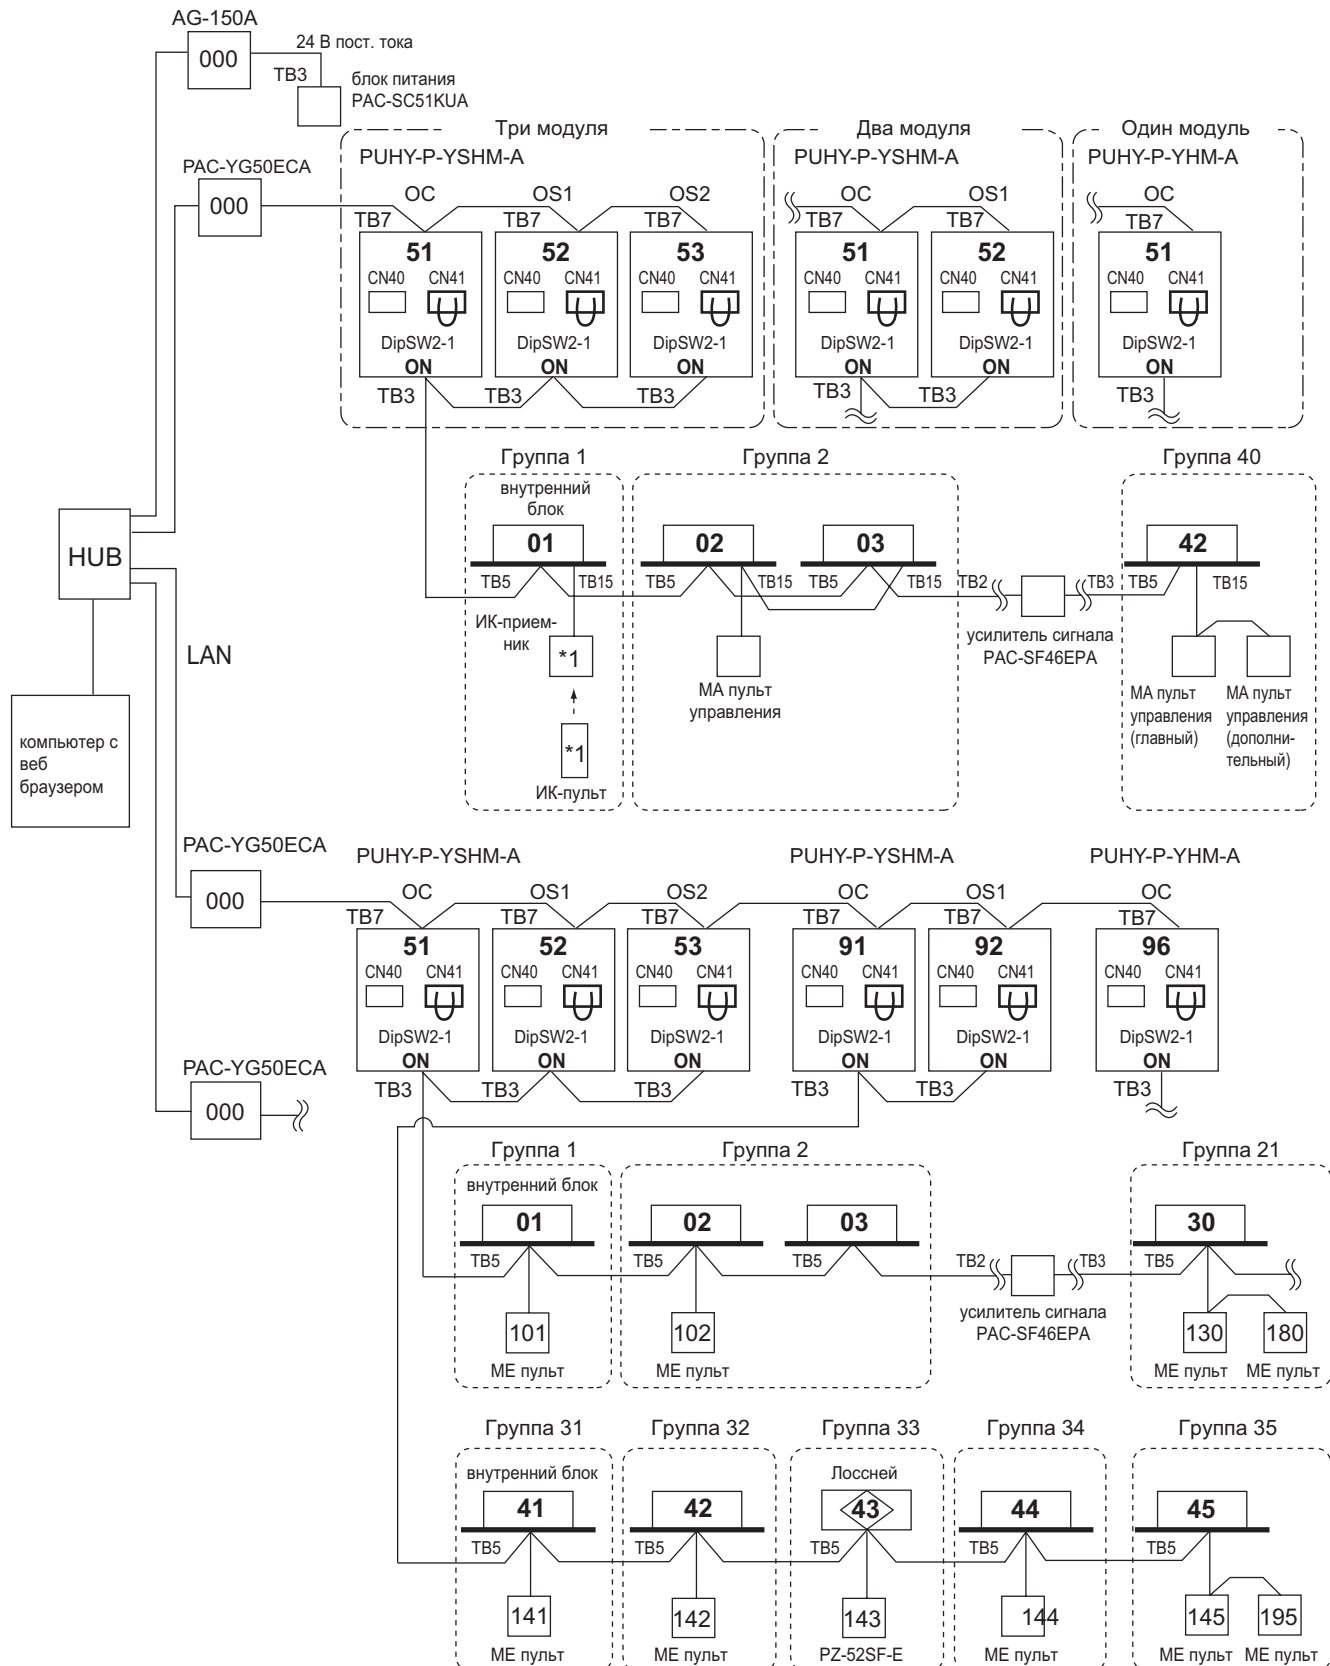 AG-150A
000
24 В пост. тока
ТВ3
блок питания
PAC-SC51KUA
Три модуля
Два модуля
Один модуль
PUHY-P-YSHM-A
PUHY-P-YSHM-A
PUHY-P-YHM-A
PAC-YG50ECA
000
OC
OS1
OS2
OC
OS1
OC
TB7
TB7
TB7
TB7
TB7
TB7
51
52
53
51
52
51
CN40 CN41
CN40 CN41
CN40 CN41
CN40 CN41
CN40 CN41
CN40 CN41
DipSW2-1
DipSW2-1
DipSW2-1
DipSW2-1
DipSW2-1
DipSW2-1
ON
ON
ON
ON
ON
ON
TB3
TB3
TB3
TB3
TB3
TB3
Группа 1
Группа 2
Группа 40
внутренний
блок
HUB
01
02
03
42
TB5
TB15
TB5
TB15
TB5
TB15
TB2
TB3
TB5
TB15
ИК-прием-
ник
*1
усилитель сигнала
PAC-SF46EPA
LAN
МА пульт
управления
МА пульт
управления
(главный)
МА пульт
управления
(дополни-
тельный)
*1
ИК-пульт
компьютер с
веб
браузером
PAC-YG50ECA
000
PUHY-P-YSHM-A
PUHY-P-YSHM-A
PUHY-P-YHM-A
OC
OS1
OS2
OC
OS1
OC
TB7
TB7
TB7
TB7
TB7
TB7
51
52
53
91
92
96
CN40 CN41
CN40 CN41
CN40 CN41
CN40 CN41
CN40 CN41
CN40 CN41
DipSW2-1
DipSW2-1
DipSW2-1
DipSW2-1
DipSW2-1
DipSW2-1
ON
ON
ON
ON
ON
ON
TB3
TB3
TB3
TB3
TB3
TB3
PAC-YG50ECA
000
Группа 1
Группа 2
Группа 21
внутренний блок
01
02
03
30
TB5
TB5
TB5
TB2
TB3
TB5
усилитель сигнала
PAC-SF46EPA
101
102
130
180
МЕ пульт
МЕ пульт
МЕ пульт
МЕ пульт
Группа 31
Группа 32
Группа 33
Группа 34
Группа 35
внутренний блок
Лоссней
41
42
43
44
45
TB5
TB5
TB5
TB5
TB5
141
142
143
144
145
195
МЕ пульт
МЕ пульт
PZ-52SF-E
МЕ пульт
МЕ пульт
МЕ пульт